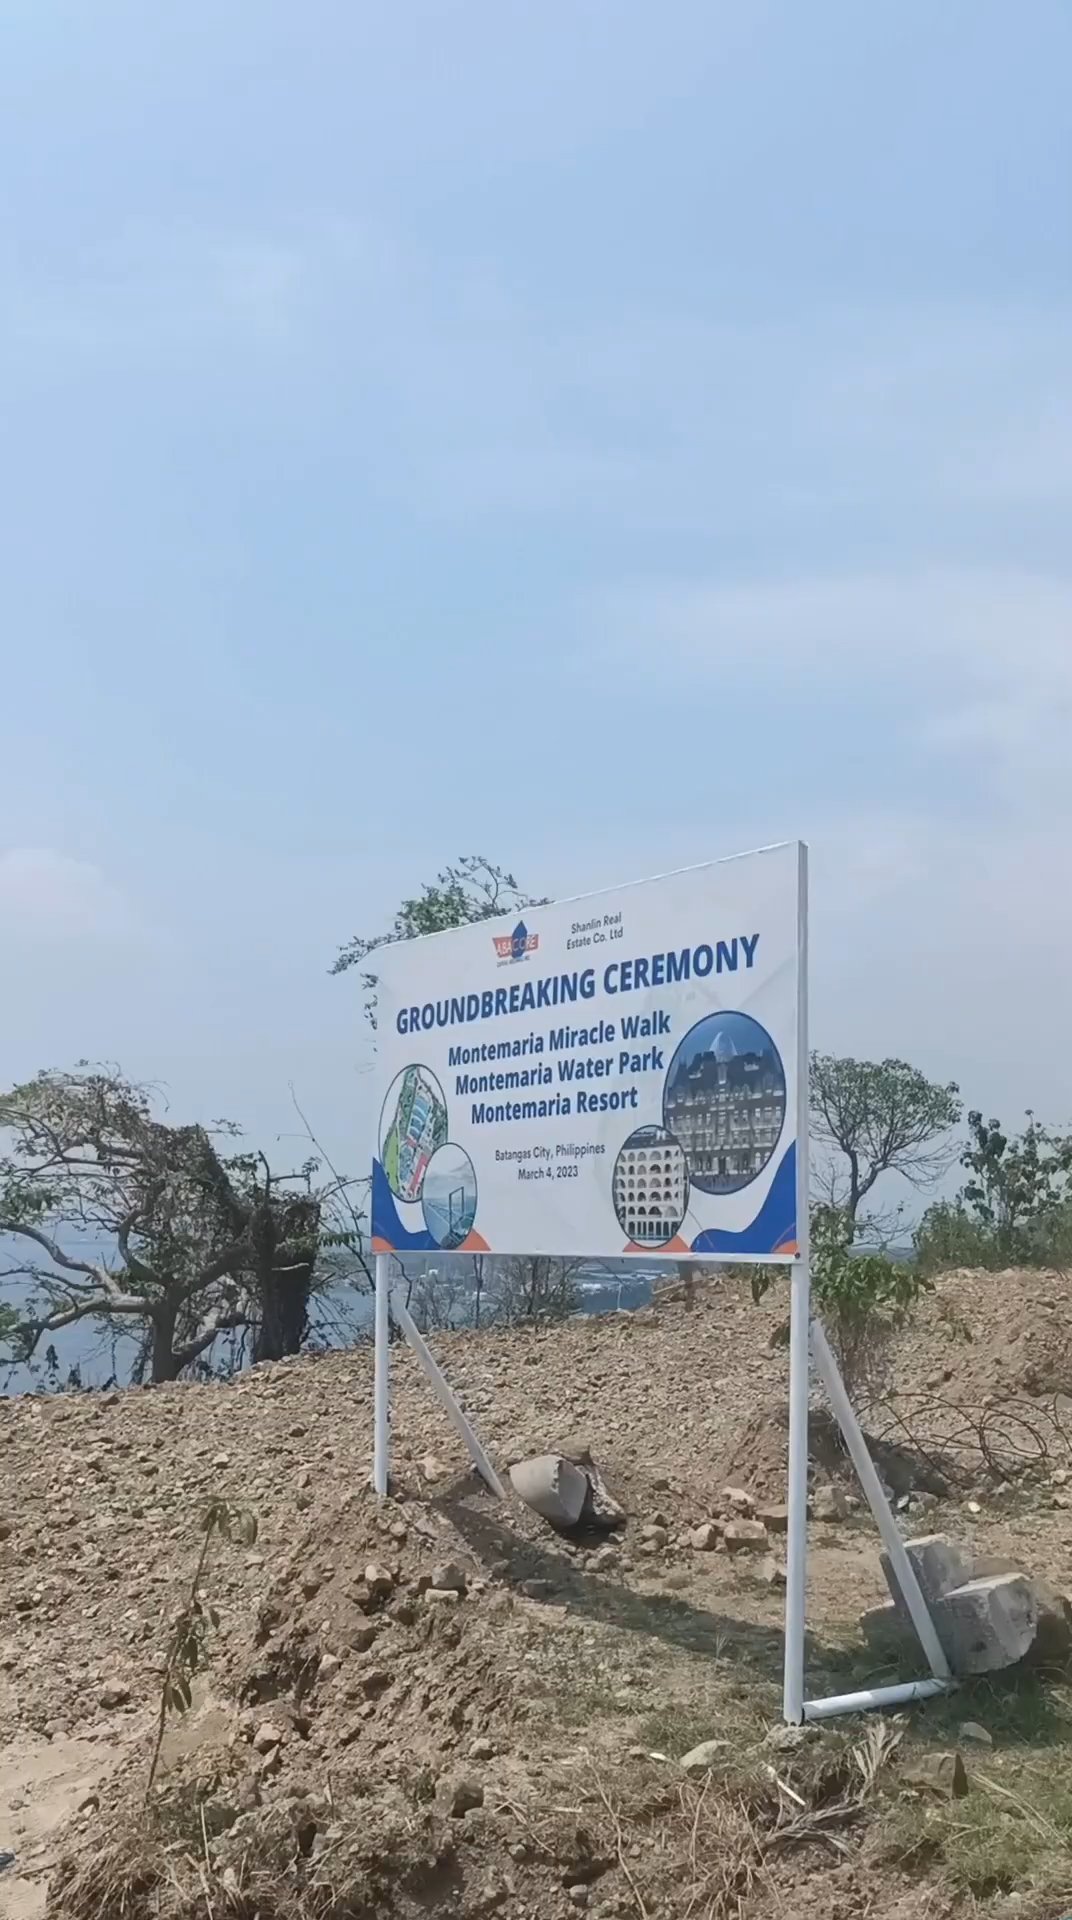 ABACORE
Shanlin Real
Estate Co. Ltd
GROUNDBREAKING CEREMONY
Montemaria Miracle Walk
Montemaria Water Park
Montemaria Resort
Batangas City, Philippines
March 4, 2023